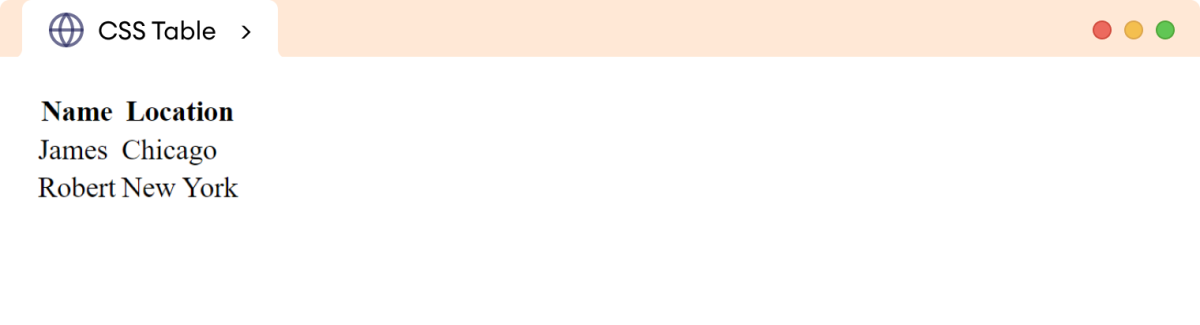 CSS Table >
Name Location
James Chicago
Robert New York